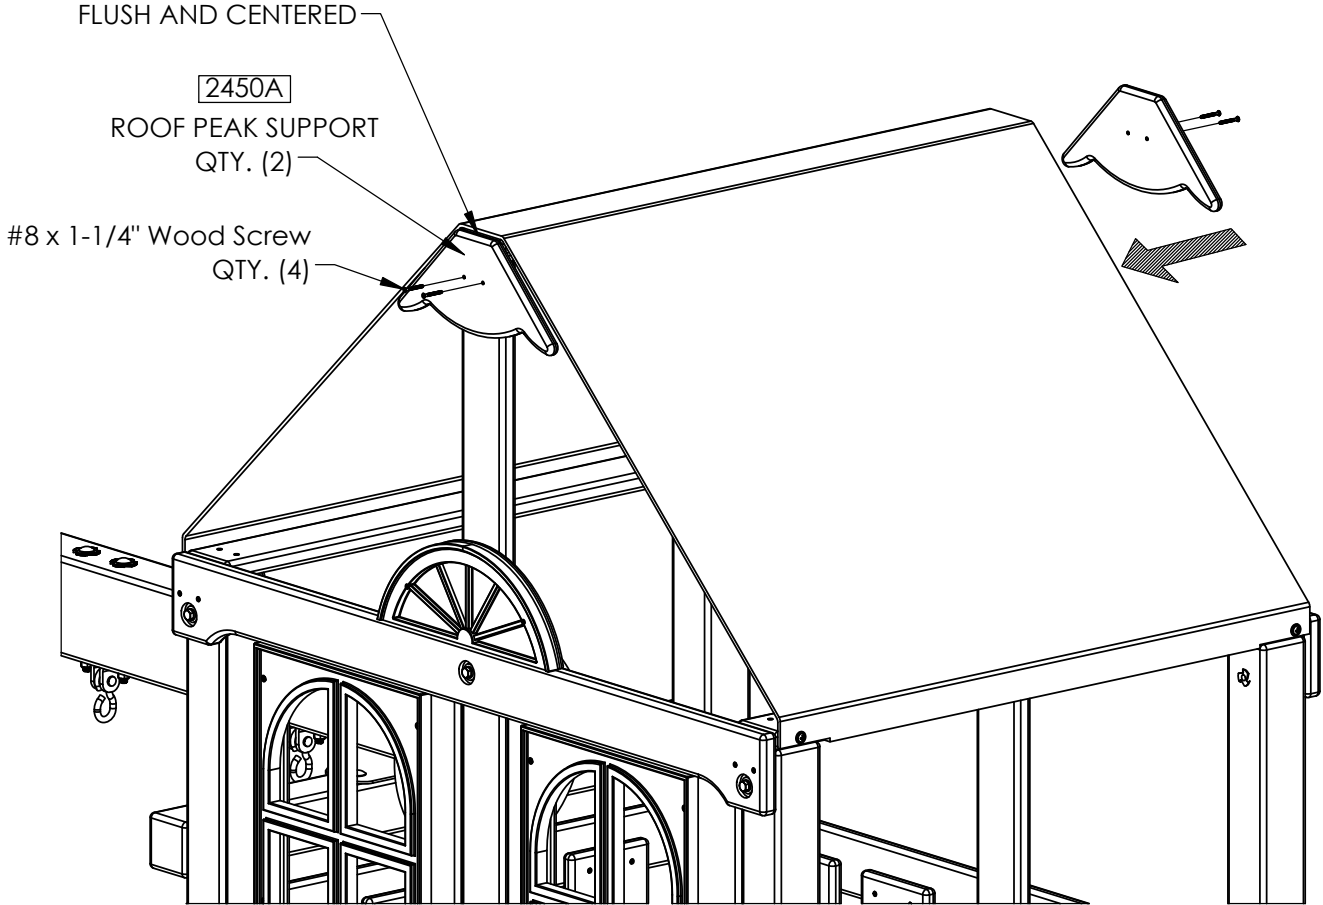 FLUSH AND CENTERED
2450A
ROOF PEAK SUPPORT
QTY. (2)
#8 x 1-1/4" Wood Screw
QTY. (4)